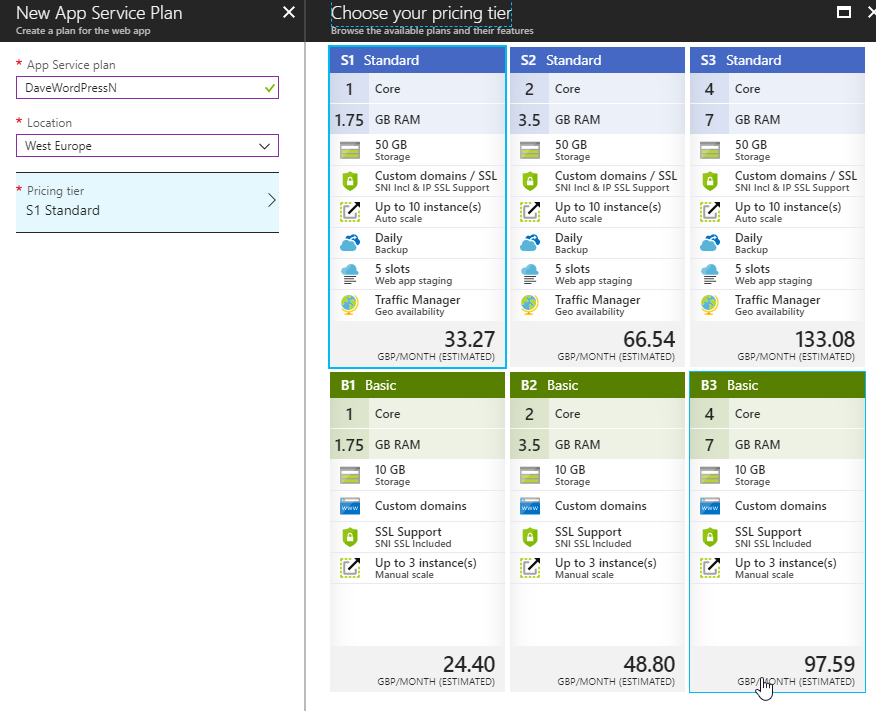 New App Service Plan
Create a plan for the web app
* App Service plan
DaveWordPressN
* Location
West Europe
* Pricing tier
S1 Standard
Choose your pricing tier
Browse the available plans and their features
S1 Standard
1 Core
1.75 GB RAM
50 GB
Storage
Custom domains / SSL
SNI Incl & IP SSL Support
Up to 10 instance(s)
Auto scale
Daily
Backup
5 slots
Web app staging
Traffic Manager
Geo availability
33.27
GBP/MONTH (ESTIMATED)
S2 Standard
2 Core
3.5 GB RAM
50 GB
Storage
Custom domains / SSL
SNI Incl & IP SSL Support
Up to 10 instance(s)
Auto scale
Daily
Backup
5 slots
Web app staging
Traffic Manager
Geo availability
66.54
GBP/MONTH (ESTIMATED)
S3 Standard
4 Core
7 GB RAM
50 GB
Storage
Custom domains / SSL
SNI Incl & IP SSL Support
Up to 10 instance(s)
Auto scale
Daily
Backup
5 slots
Web app staging
Traffic Manager
Geo availability
133.08
GBP/MONTH (ESTIMATED)
B1 Basic
1 Core
1.75 GB RAM
10 GB
Storage
www Custom domains
SSL Support
SNI SSL Included
Up to 3 instance(s)
Manual scale
24.40
GBP/MONTH (ESTIMATED)
B2 Basic
2 Core
3.5 GB RAM
10 GB
Storage
www Custom domains
SSL Support
SNI SSL Included
Up to 3 instance(s)
Manual scale
48.80
GBP/MONTH (ESTIMATED)
B3 Basic
4 Core
7 GB RAM
10 GB
Storage
www Custom domains
SSL Support
SNI SSL Included
Up to 3 instance(s)
Manual scale
97.59
GBP/MONTH (ESTIMATED)